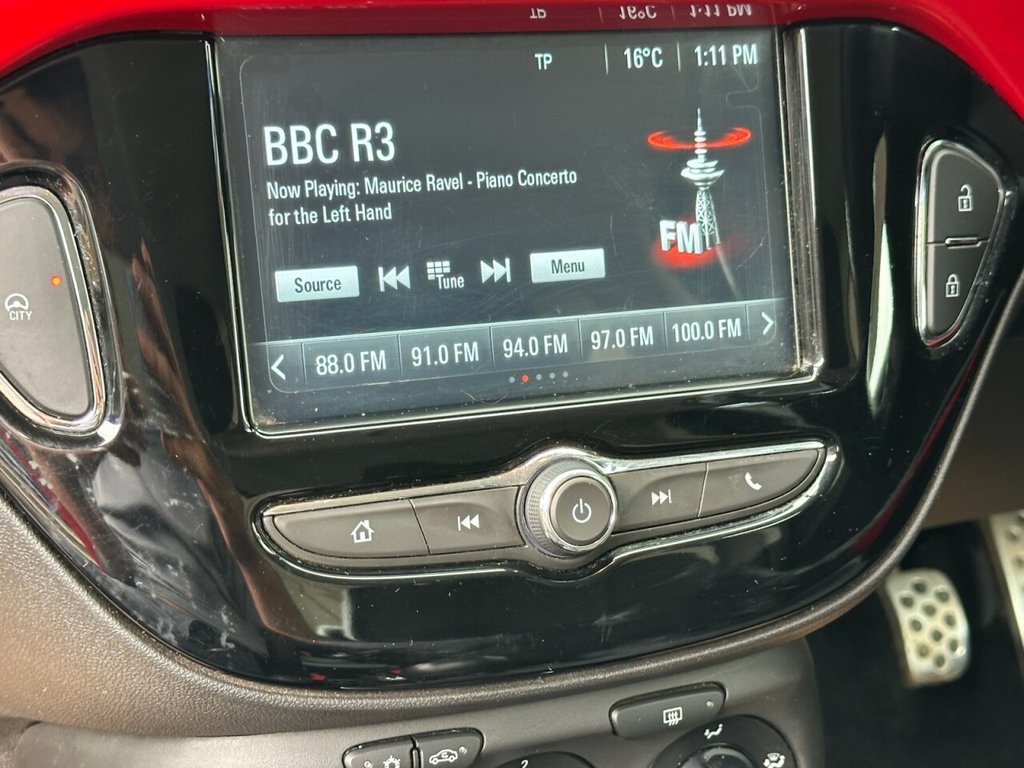 TP 16°C 1:11 PM
BBC R3
Now Playing: Maurice Ravel - Piano Concerto
for the Left Hand
FM
Source Tune Menu
88.0 FM 91.0 FM 94.0 FM 97.0 FM 100.0 FM
CITY
2